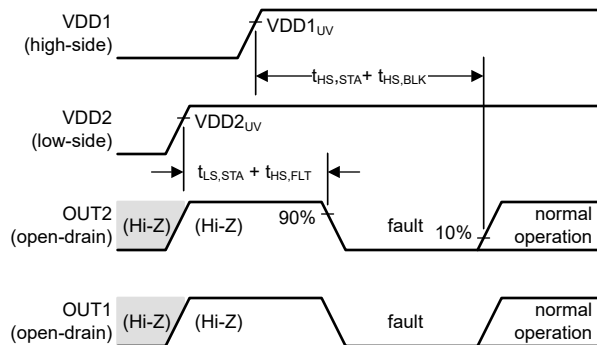 VDD1
(high-side)
VDD1UV
tHS,STA+ tHS,BLK
VDD2
(low-side)
VDD2UV
tLS,STA + tHS,FLT
OUT2
(open-drain)
(Hi-Z)
(Hi-Z)
90%
fault
10%
normal
operation
OUT1
(open-drain)
(Hi-Z)
(Hi-Z)
fault
normal
operation